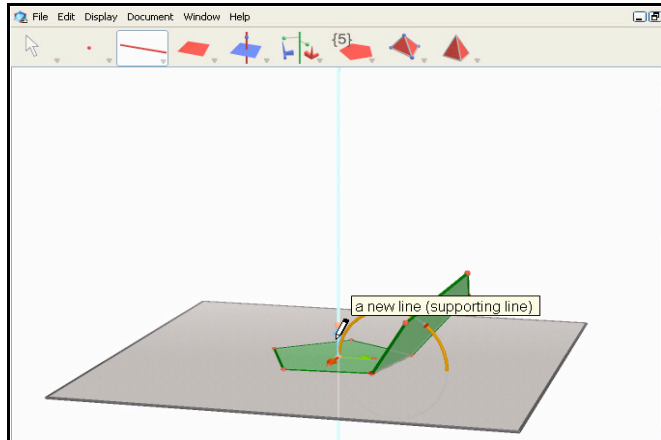 File Edit Display Document Window Help
{5}
a new line (supporting line)